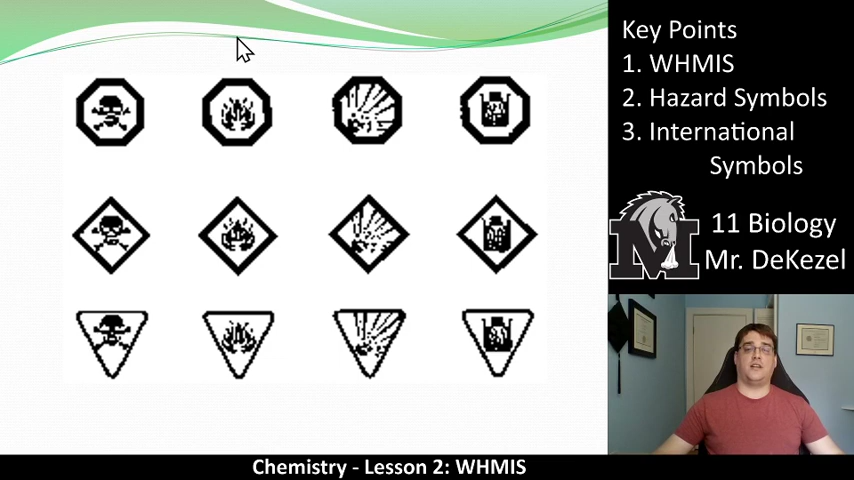 Key Points
1. WHMIS
2. Hazard Symbols
3. International
Symbols
M
11 Biology
Mr. DeKezel
Chemistry - Lesson 2: WHMIS